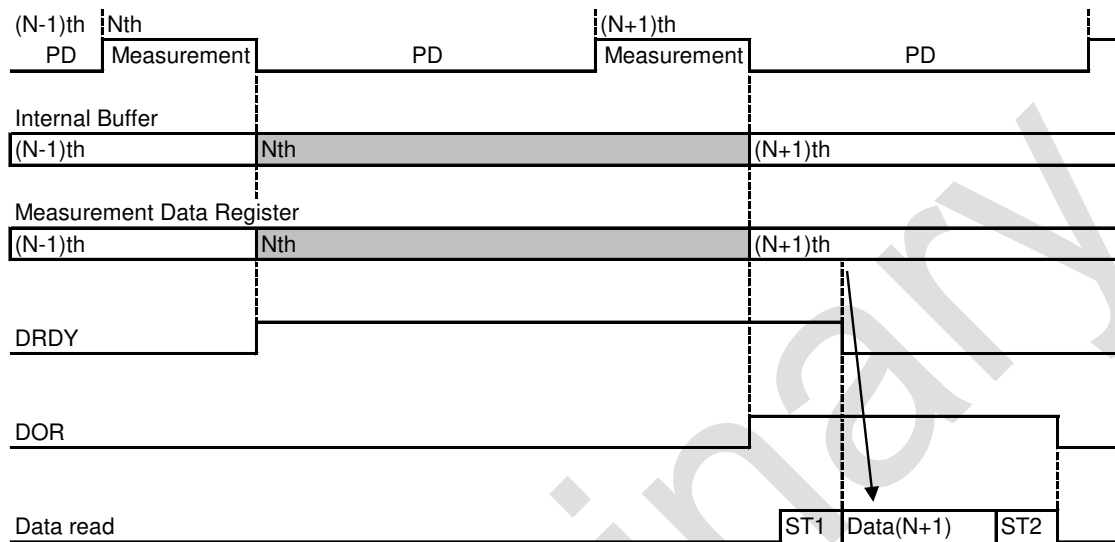 (N-1)th Nth (N+1)th
PD Measurement PD Measurement PD
Internal Buffer
(N-1)th Nth (N+1)th
Measurement Data Register
(N-1)th Nth (N+1)th
DRDY
DOR
Data read ST1 Data(N+1) ST2
inary